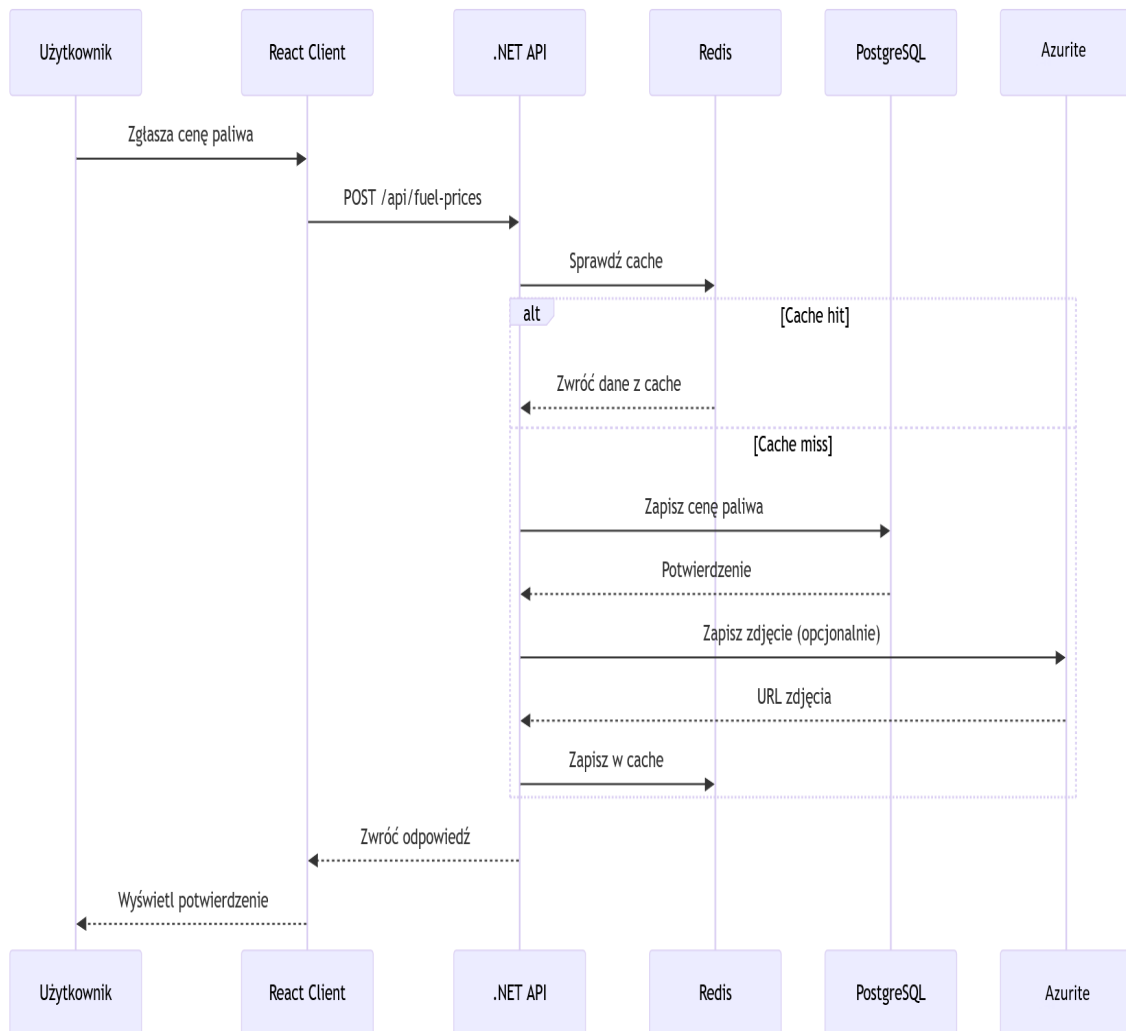 Użytkownik
React Client
.NET API
Redis
PostgreSQL
Azurite
Zgłasza cenę paliwa
POST /api/fuel-prices
Sprawdź cache
alt
[Cache hit]
Zwróć dane z cache
[Cache miss]
Zapisz cenę paliwa
Potwierdzenie
Zapisz zdjęcie (opcjonalnie)
URL zdjęcia
Zapisz w cache
Zwróć odpowiedź
Wyświetl potwierdzenie
Użytkownik
React Client
.NET API
Redis
PostgreSQL
Azurite